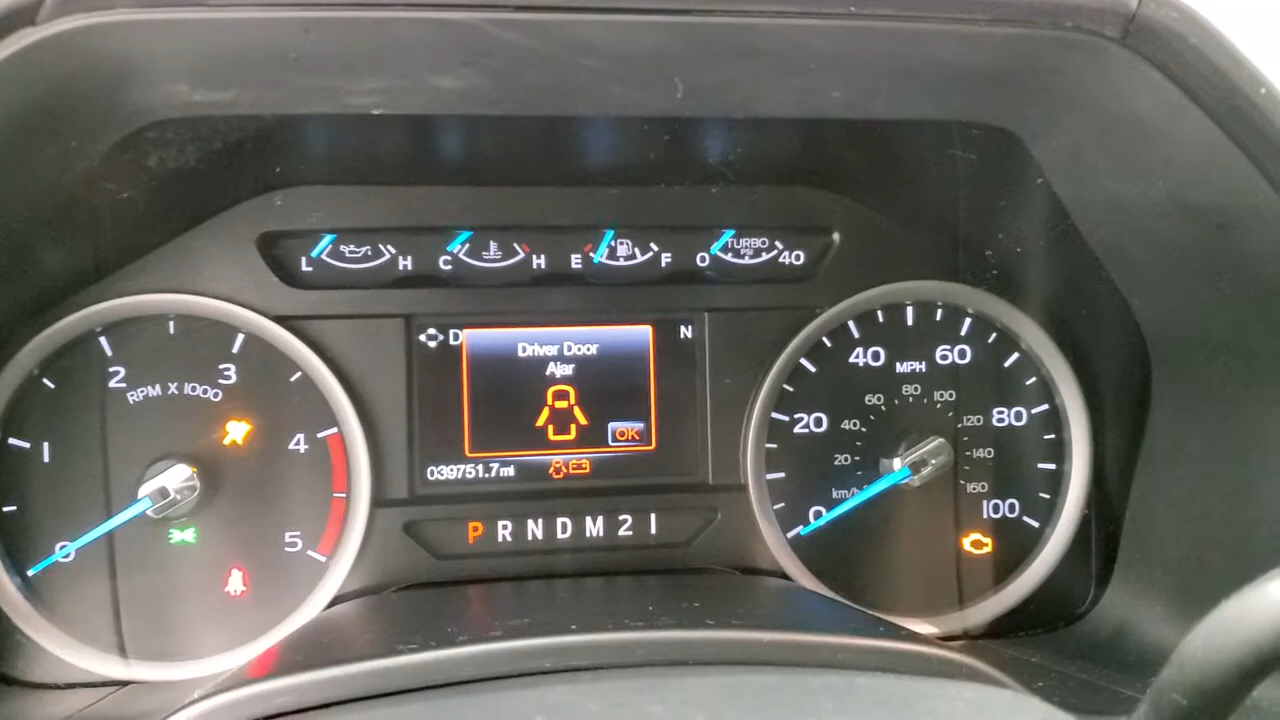 L H C H E F 0 TURBO PSI 40
D N
Driver Door
Ajar
OK
039751.7mi
P R N D M 2 1
0 1 2 3 4 5
RPM X 1000
0 20 40 60 80 100
MPH
km/h 20 40 60 80 100 120 140 160